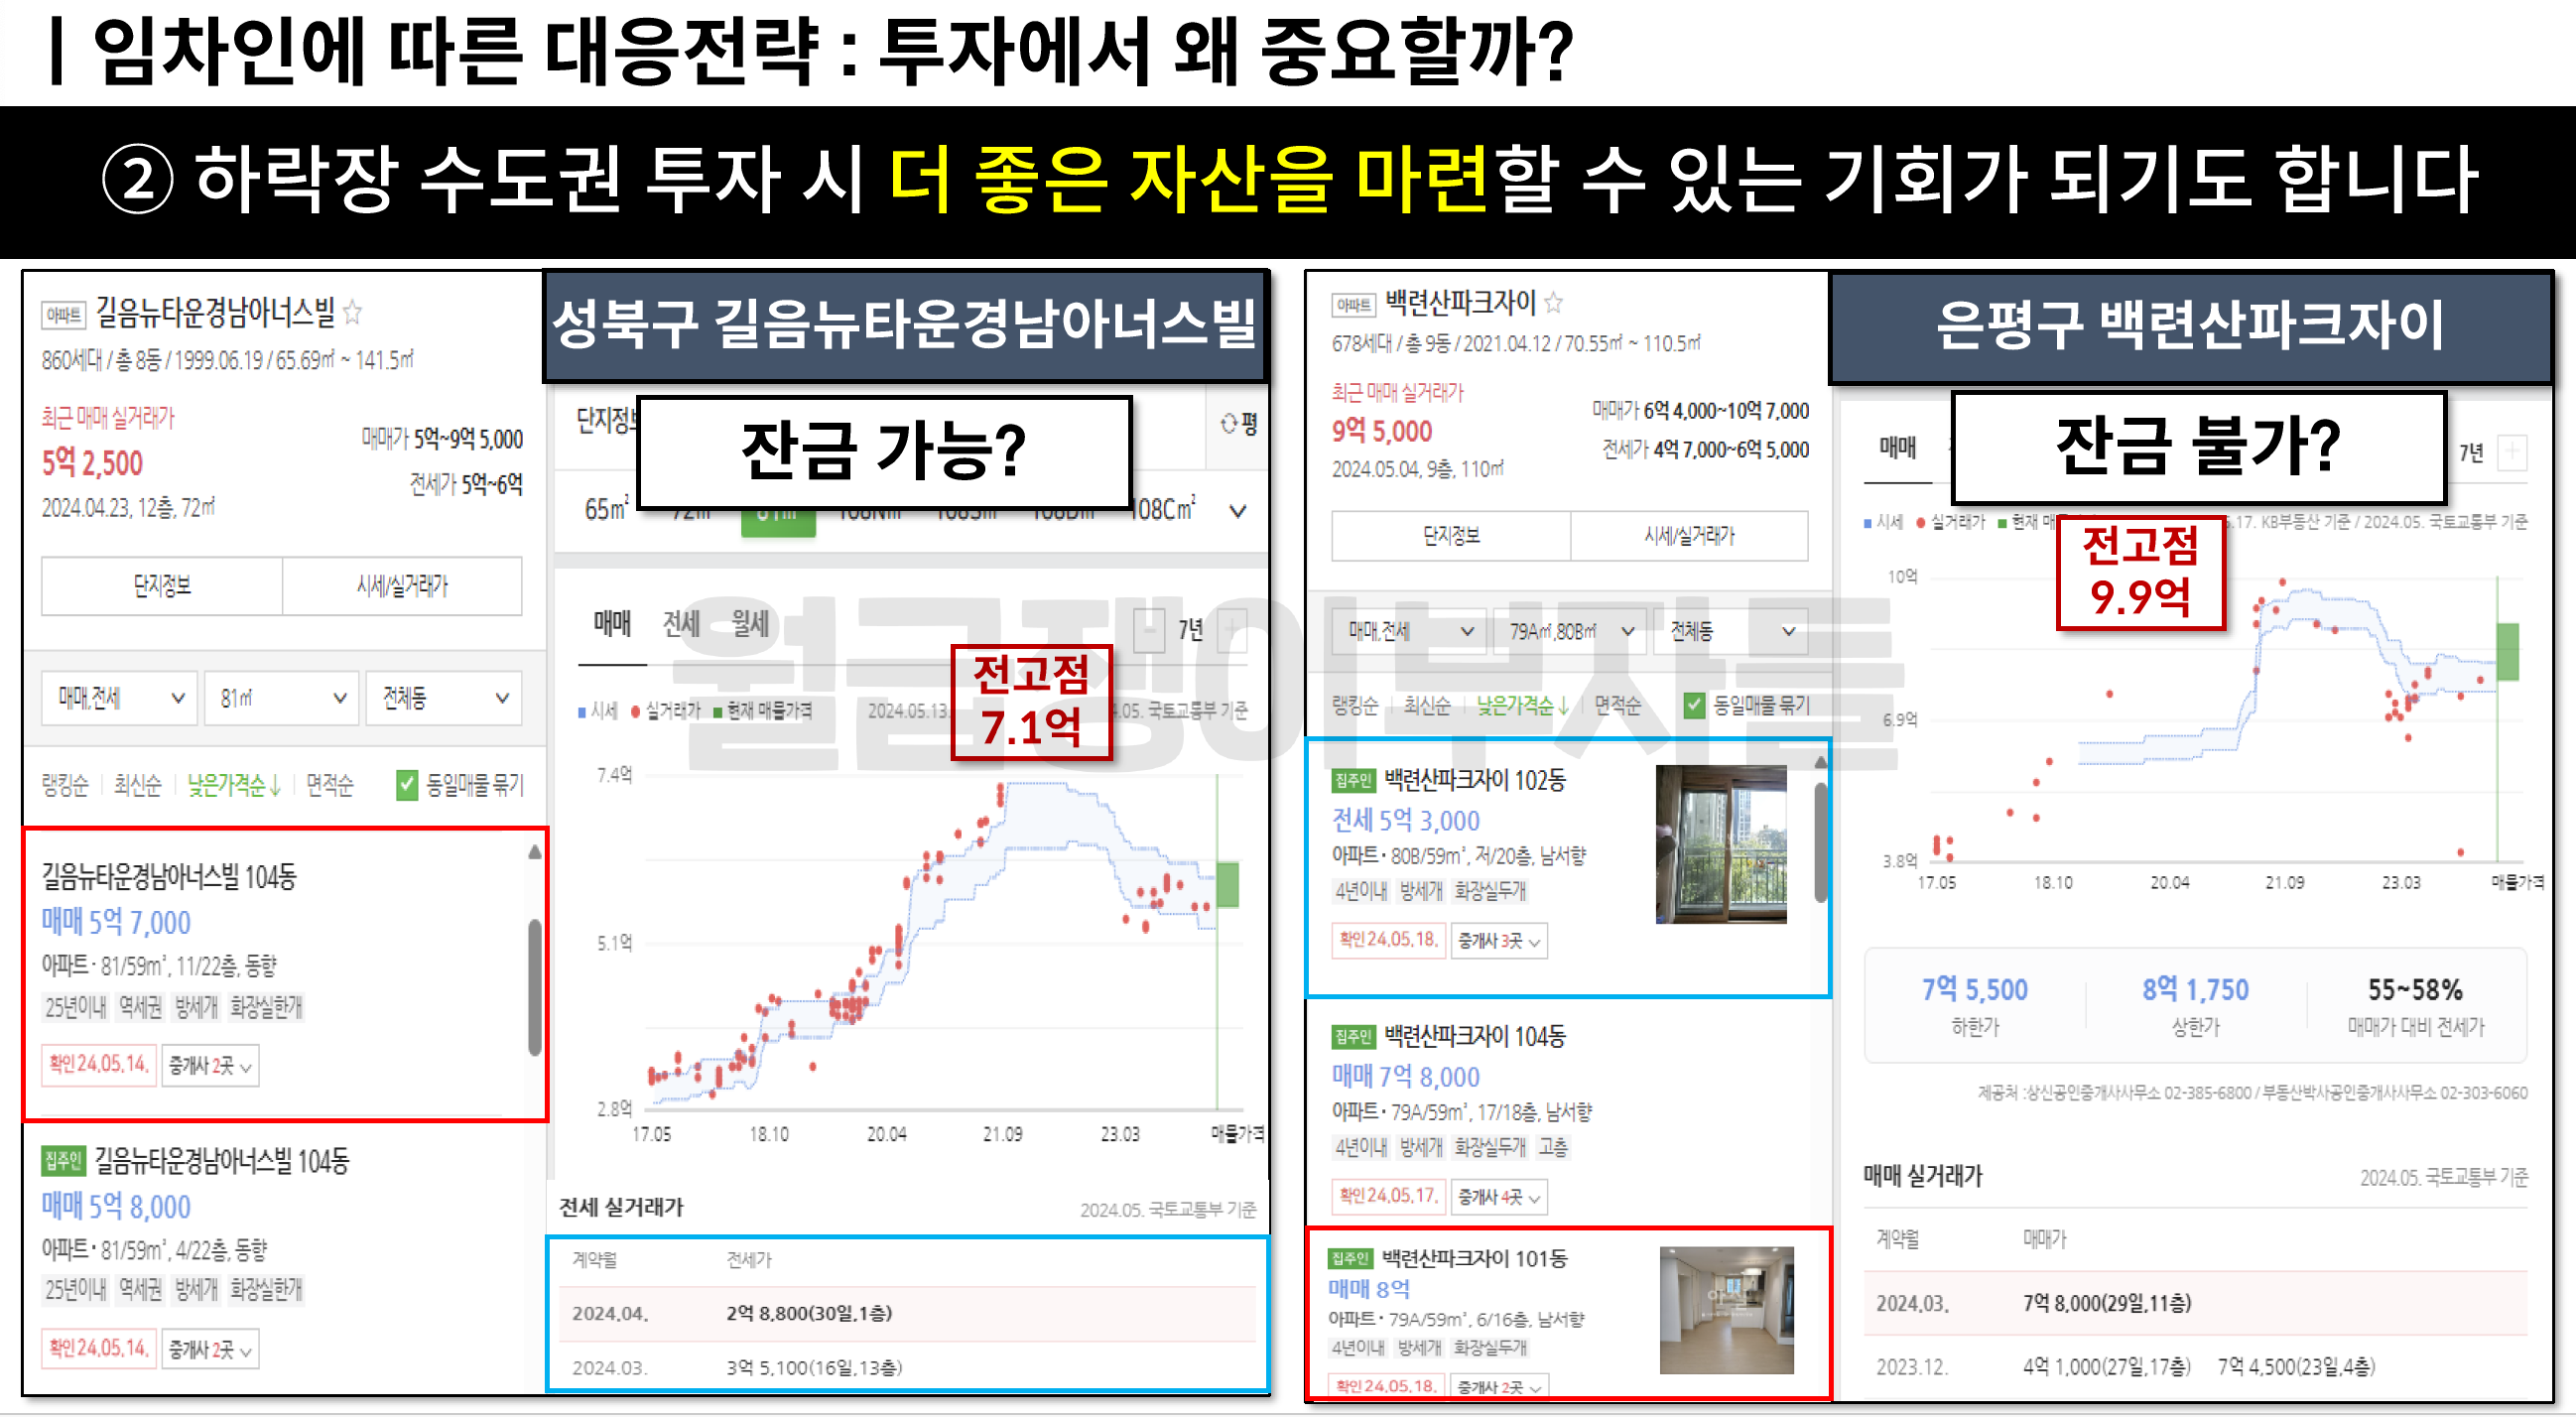 | 임차인에 따른 대응전략 : 투자에서 왜 중요할까?
② 하락장 수도권 투자 시 더 좋은 자산을 마련할 수 있는 기회가 되기도 합니다
성북구 길음뉴타운경남아너스빌
잔금 가능?
아파트 길음뉴타운경남아너스빌
860세대 / 총 8동 / 1999.06.19 / 65.69㎡ ~ 141.5㎡
최근 매매 실거래가
5억 2,500
2024.04.23, 12층, 72㎡
매매가 5억~9억 5,000
전세가 5억~6억
단지정보 시세/실거래가
매매,전세 81㎡ 전체동
랭킹순 최신순 낮은가격순↓ 면적순 동일매물 묶기
길음뉴타운경남아너스빌 104동
매매 5억 7,000
아파트 · 81/59㎡, 11/22층, 동향
25년이내 역세권 방세개 화장실한개
확인 24.05.14. 중개사 2곳
집주인 길음뉴타운경남아너스빌 104동
매매 5억 8,000
아파트 · 81/59㎡, 4/22층, 동향
25년이내 역세권 방세개 화장실한개
확인 24.05.14. 중개사 2곳
단지정보
평
65㎡ 108Cm²
매매 전세 월세
7년
전고점
7.1억
시세 실거래가 현재 매물가격 2024.05.13. 국토교통부 기준
7.4억
5.1억
2.8억
17.05 18.10 20.04 21.09 23.03 매물가격
전세 실거래가 2024.05. 국토교통부 기준
계약월 전세가
2024.04. 2억 8,800(30일,1층)
2024.03. 3억 5,100(16일,13층)
은평구 백련산파크자이
잔금 불가?
아파트 백련산파크자이
678세대 / 총 9동 / 2021.04.12 / 70.55㎡ ~ 110.5㎡
최근 매매 실거래가
9억 5,000
2024.05.04, 9층, 110㎡
매매가 6억 4,000~10억 7,000
전세가 4억 7,000~6억 5,000
단지정보 시세/실거래가
매매,전세 79A㎡,80B㎡ 전체동
랭킹순 최신순 낮은가격순↓ 면적순 동일매물 묶기
집주인 백련산파크자이 102동
전세 5억 3,000
아파트 · 80B/59㎡, 저/20층, 남서향
4년이내 방세개 화장실두개
확인 24.05.18. 중개사 3곳
집주인 백련산파크자이 104동
매매 7억 8,000
아파트 · 79A/59㎡, 17/18층, 남서향
4년이내 방세개 화장실두개 고층
확인 24.05.17. 중개사 4곳
집주인 백련산파크자이 101동
매매 8억
아파트 · 79A/59㎡, 6/16층, 남서향
4년이내 방세개 화장실두개
확인 24.05.18. 중개사 2곳
매매 7년
시세 실거래가 현재 KB부동산 기준 / 2024.05. 국토교통부 기준
전고점
9.9억
10억
6.9억
3.8억
17.05 18.10 20.04 21.09 23.03 매물가격
7억 5,500 8억 1,750 55~58%
하한가 상한가 매매가 대비 전세가
제공처 :상신공인중개사사무소 02-385-6800 / 부동산박사공인중개사사무소 02-303-6060
매매 실거래가 2024.05. 국토교통부 기준
계약월 매매가
2024.03. 7억 8,000(29일,11층)
2023.12. 4억 1,000(27일,17층) 7억 4,500(23일,4층)
월급쟁이부자들